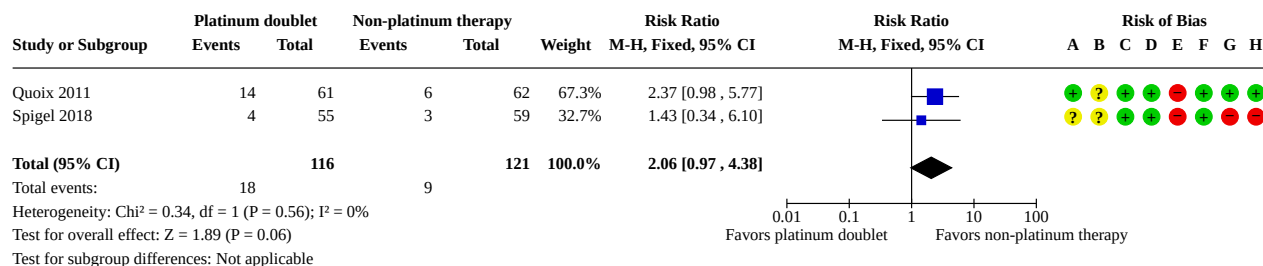 Platinum doublet Non-platinum therapy Risk Ratio Risk Ratio Risk of Bias
Study or Subgroup Events Total Events Total Weight M-H, Fixed, 95% CI M-H, Fixed, 95% CI A B C D E F G H
Quoix 2011 14 61 6 62 67.3% 2.37 [0.98 , 5.77] + ? + + − + + +
Spigel 2018 4 55 3 59 32.7% 1.43 [0.34 , 6.10] ? ? + + − + − −
Total (95% CI) 116 121 100.0% 2.06 [0.97 , 4.38]
Total events: 18 9
Heterogeneity: Chi² = 0.34, df = 1 (P = 0.56); I² = 0%
0.01 0.1 1 10 100
Test for overall effect: Z = 1.89 (P = 0.06) Favors platinum doublet Favors non-platinum therapy
Test for subgroup differences: Not applicable